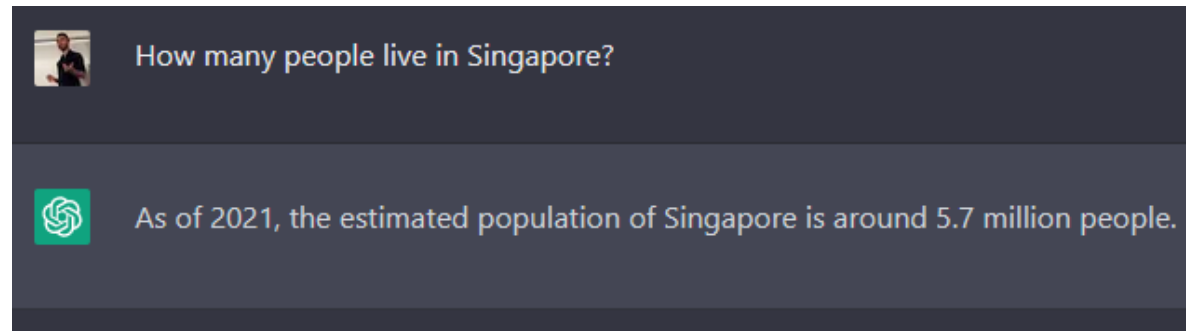 How many people live in Singapore?
As of 2021, the estimated population of Singapore is around 5.7 million people.